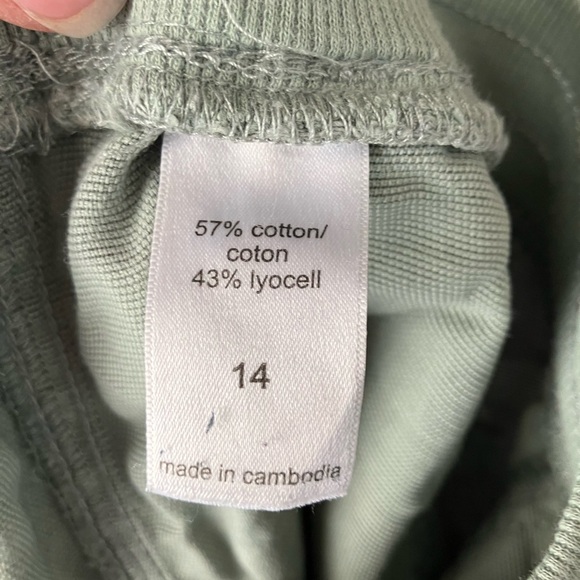 57% cotton/
coton
43% lyocell
14
made in cambodia